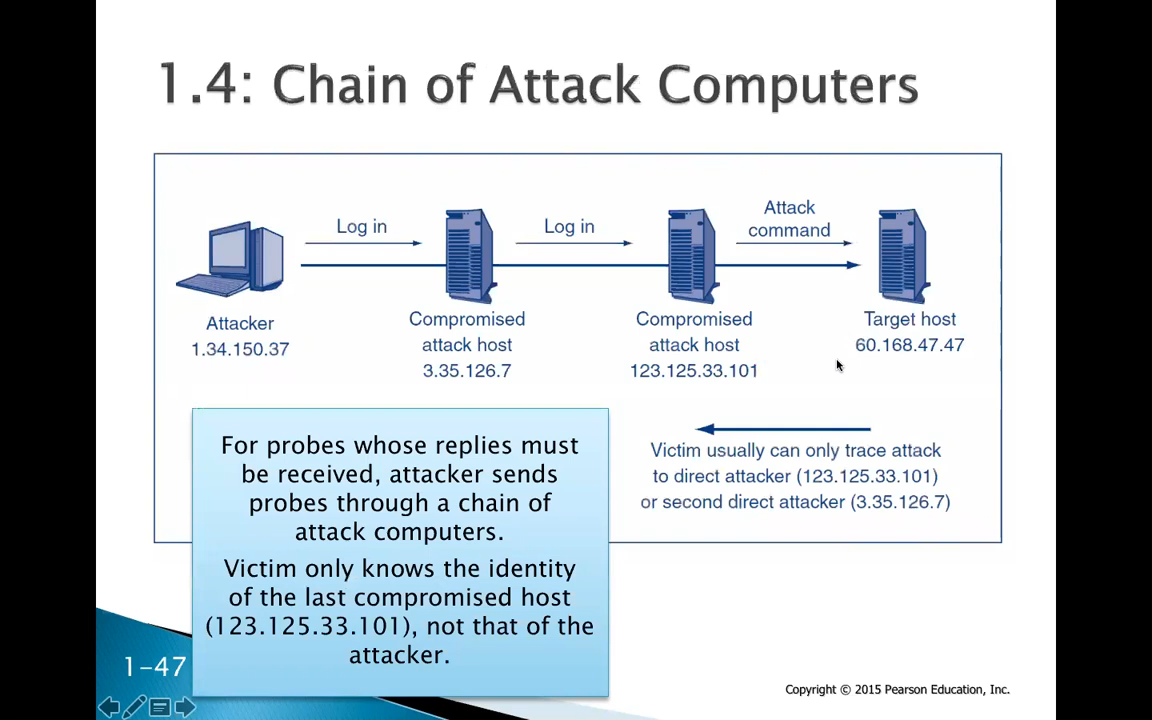 1.4: Chain of Attack Computers
Log in
Log in
Attack
command
Attacker
1.34.150.37
Compromised
attack host
3.35.126.7
Compromised
attack host
123.125.33.101
Target host
60.168.47.47
For probes whose replies must
be received, attacker sends
probes through a chain of
attack computers.
Victim only knows the identity
of the last compromised host
(123.125.33.101), not that of the
attacker.
Victim usually can only trace attack
to direct attacker (123.125.33.101)
or second direct attacker (3.35.126.7)
1-47
Copyright © 2015 Pearson Education, Inc.